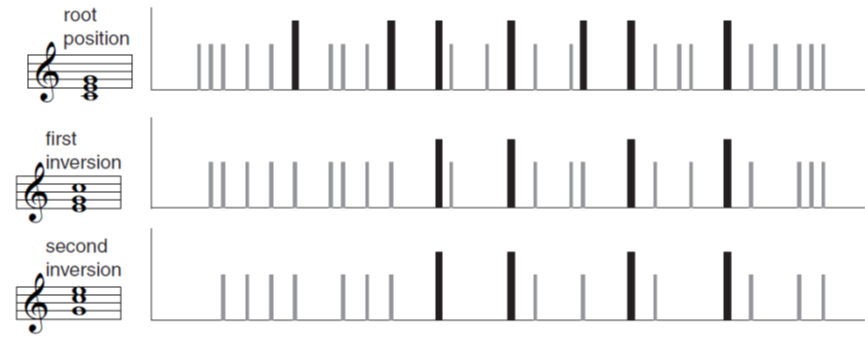 root
position
first
inversion
second
inversion